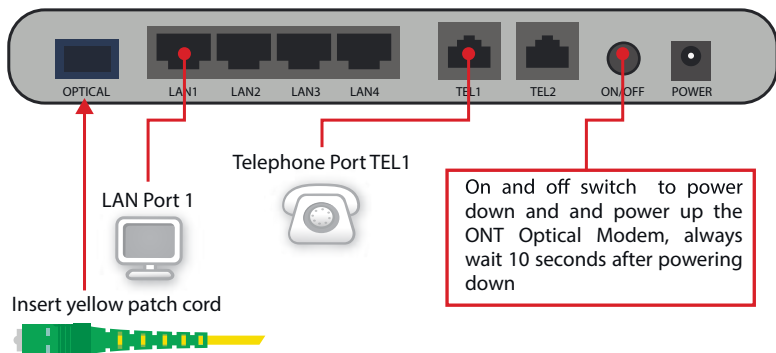 OPTICAL LAN1 LAN2 LAN3 LAN4 TEL1 TEL2 ON/OFF POWER
Telephone Port TEL1
LAN Port 1
On and off switch to power
down and and power up the
ONT Optical Modem, always
wait 10 seconds after powering
down
Insert yellow patch cord